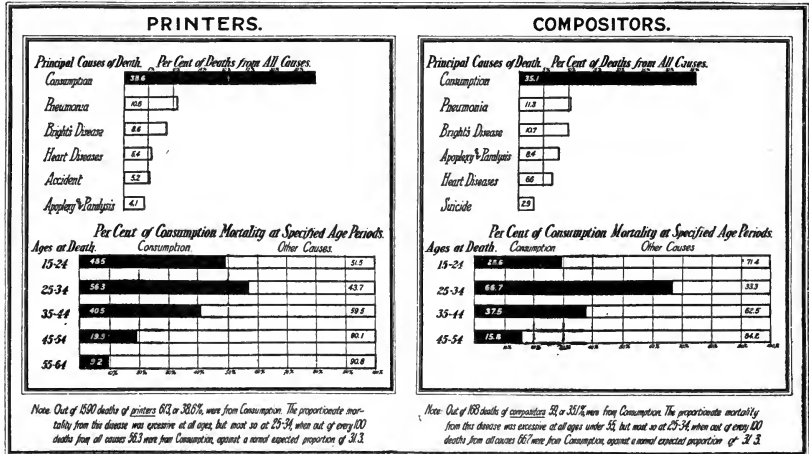 PRINTERS.
Principal Causes of Death. Per Cent of Deaths from All Causes.
Consumption 38.6
Pneumonia 10.8
Bright's Disease 8.6
Heart Diseases 5.4
Accident 5.2
Apoplexy and Paralysis 4.1
Per Cent of Consumption Mortality at Specified Age Periods.
Ages at Death. Consumption. Other Causes.
15-24 48.5 51.5
25-34 56.3 43.7
35-44 40.5 59.5
45-54 80.1
55-64 9.2 90.8
Note: Out of 1590 deaths of printers 613, or 38.6%, were from Consumption. The proportionate mor-
tality from this disease was excessive at all ages, but most so at 25-34, when out of every 100
deaths from all causes 56.3 were from Consumption, against a normal expected proportion of 31.3.
COMPOSITORS.
Principal Causes of Death. Per Cent of Deaths from All Causes.
Consumption 35.1
Pneumonia 11.3
Bright's Disease 10.7
Apoplexy and Paralysis 8.4
Heart Diseases 6.6
Suicide 2.9
Per Cent of Consumption Mortality at Specified Age Periods.
Ages at Death. Consumption Other Causes
15-24 28.6 71.4
25-34 66.7 33.3
35-44 37.5 62.5
45-54 15.8 84.2
Note: Out of 168 deaths of compositors 59, or 35.1%, were from Consumption. The proportionate mortality
from this disease was excessive at all ages under 55, but most so at 25-34, when out of every 100
deaths from all causes 66.7 were from Consumption, against a normal expected proportion of 31.3.